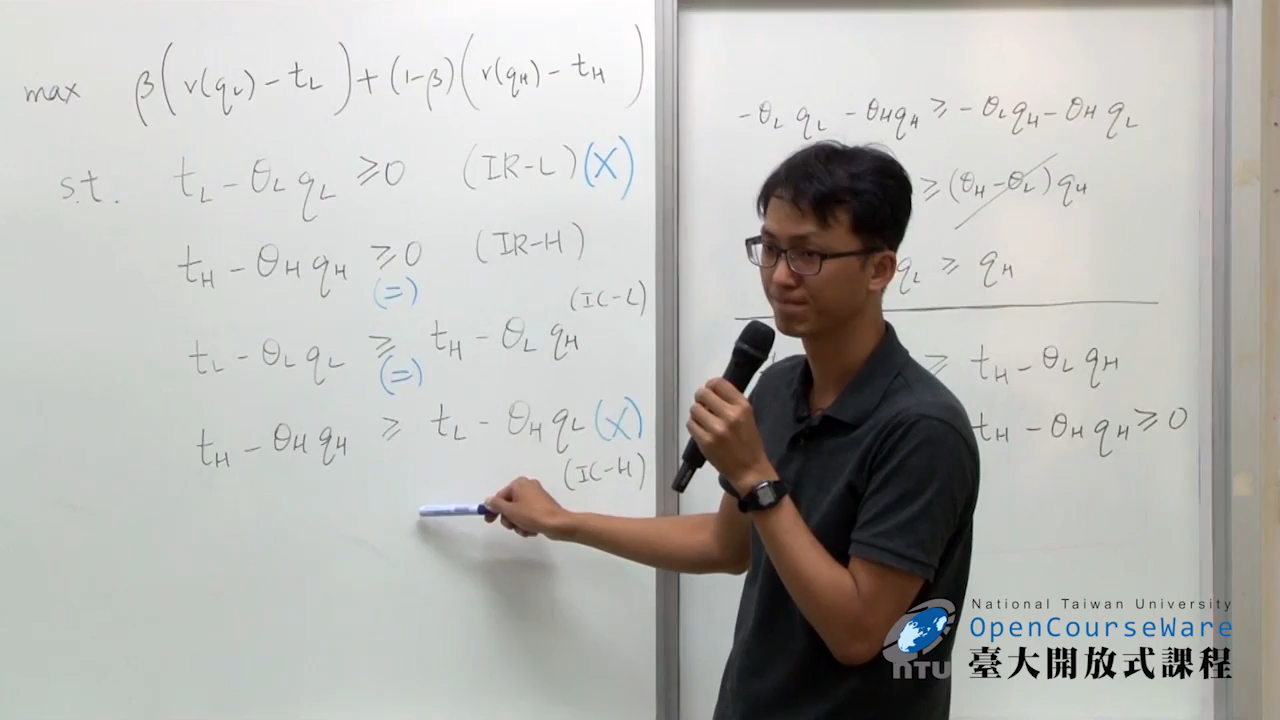 max β(v(q_L) - t_L) + (1-β)(v(q_H) - t_H)
s.t. t_L - θ_L q_L ≥ 0 (IR-L) (X)
t_H - θ_H q_H ≥ 0 (IR-H)
(=)
(IC-L)
t_L - θ_L q_L ≥ t_H - θ_L q_H
(=)
t_H - θ_H q_H ≥ t_L - θ_H q_L (X)
(IC-H)
-θ_L q_L - θ_H q_H ≥ -θ_L q_H - θ_H q_L
≥ (θ_H - θ_L) q_H
q_L ≥ q_H
≥ t_H - θ_L q_H
t_H - θ_H q_H ≥ 0
National Taiwan University
OpenCourseWare
臺大開放式課程
NTU